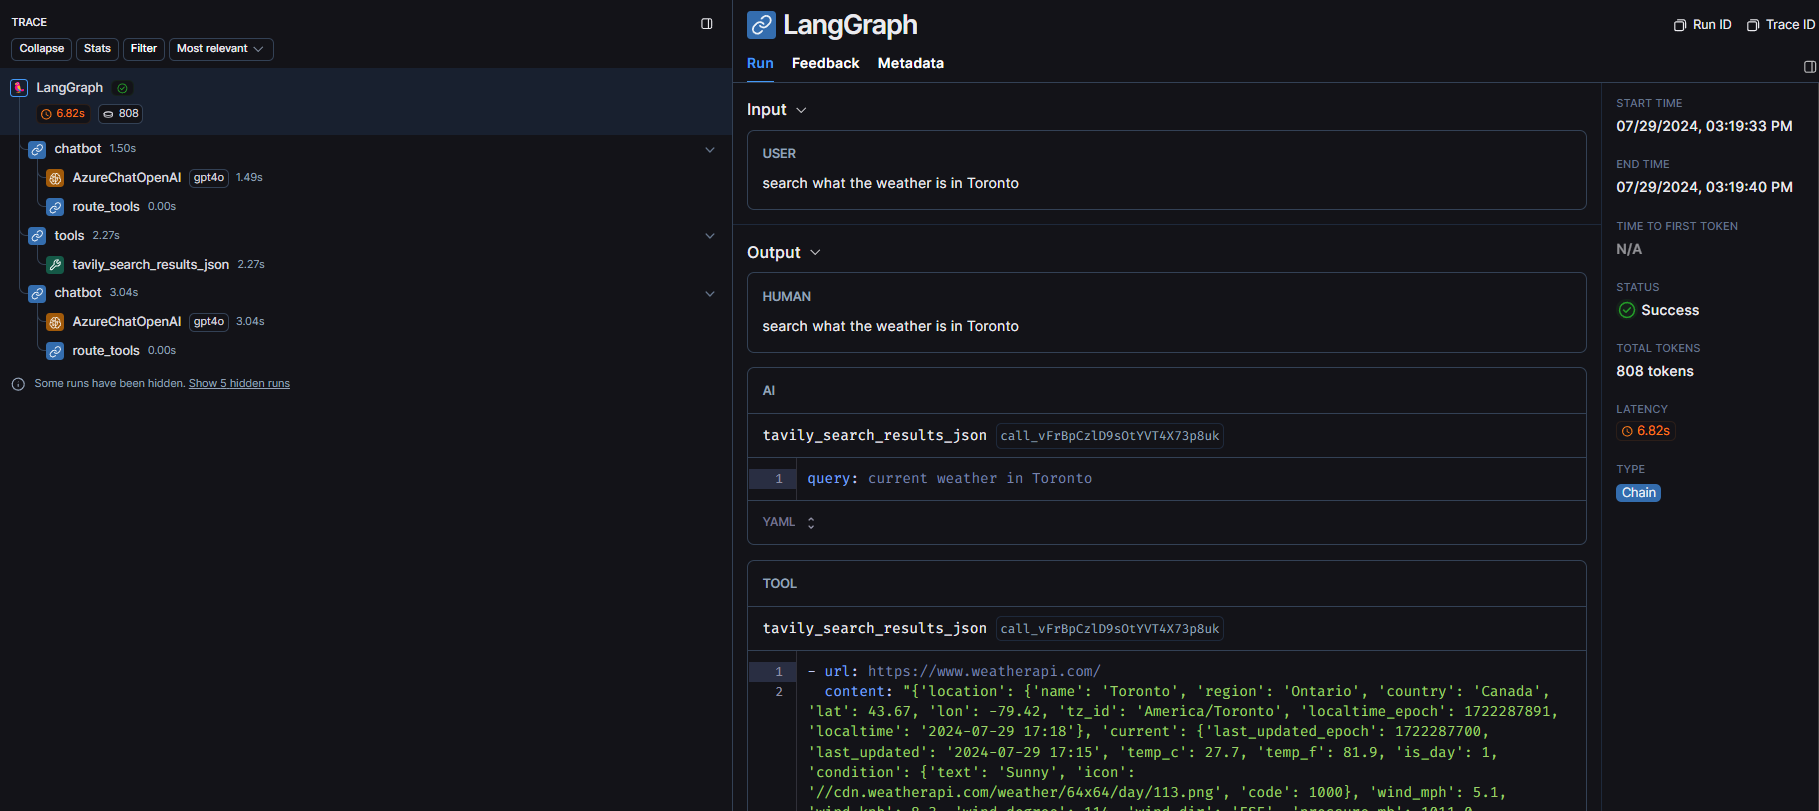 TRACE
Collapse Stats Filter Most relevant
LangGraph
6.82s 808
chatbot 1.50s
AzureChatOpenAI gpt4o 1.49s
route_tools 0.00s
tools 2.27s
tavily_search_results_json 2.27s
chatbot 3.04s
AzureChatOpenAI gpt4o 3.04s
route_tools 0.00s
Some runs have been hidden. Show 5 hidden runs
LangGraph
Run ID Trace ID
Run Feedback Metadata
Input
USER
search what the weather is in Toronto
Output
HUMAN
search what the weather is in Toronto
AI
tavily_search_results_json call_vFrBpCzlD9sOtYVT4X73p8uk
1 query: current weather in Toronto
YAML
TOOL
tavily_search_results_json call_vFrBpCzlD9sOtYVT4X73p8uk
1 - url: https://www.weatherapi.com/
2 content: "{'location': {'name': 'Toronto', 'region': 'Ontario', 'country': 'Canada',
'lat': 43.67, 'lon': -79.42, 'tz_id': 'America/Toronto', 'localtime_epoch': 1722287891,
'localtime': '2024-07-29 17:18'}, 'current': {'last_updated_epoch': 1722287700,
'last_updated': '2024-07-29 17:15', 'temp_c': 27.7, 'temp_f': 81.9, 'is_day': 1,
'condition': {'text': 'Sunny', 'icon':
'//cdn.weatherapi.com/weather/64x64/day/113.png', 'code': 1000}, 'wind_mph': 5.1,
START TIME
07/29/2024, 03:19:33 PM
END TIME
07/29/2024, 03:19:40 PM
TIME TO FIRST TOKEN
N/A
STATUS
Success
TOTAL TOKENS
808 tokens
LATENCY
6.82s
TYPE
Chain